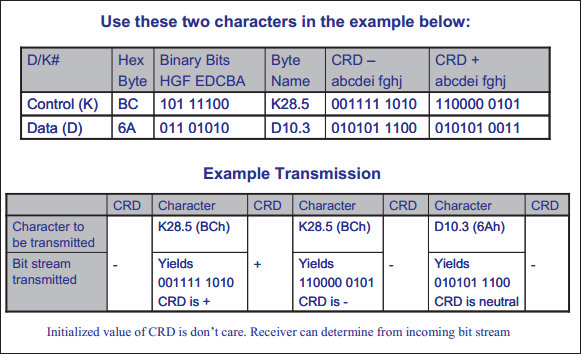 Use these two characters in the example below:
D/K# Hex Byte Binary Bits HGF EDCBA Byte Name CRD – abcdei fghj CRD + abcdei fghj
Control (K) BC 101 11100 K28.5 001111 1010 110000 0101
Data (D) 6A 011 01010 D10.3 010101 1100 010101 0011
Example Transmission
CRD Character CRD Character CRD Character CRD
Character to be transmitted K28.5 (BCh) K28.5 (BCh) D10.3 (6Ah)
Bit stream transmitted - Yields 001111 1010 CRD is + + Yields 110000 0101 CRD is - - Yields 010101 1100 CRD is neutral -
Initialized value of CRD is don't care. Receiver can determine from incoming bit stream